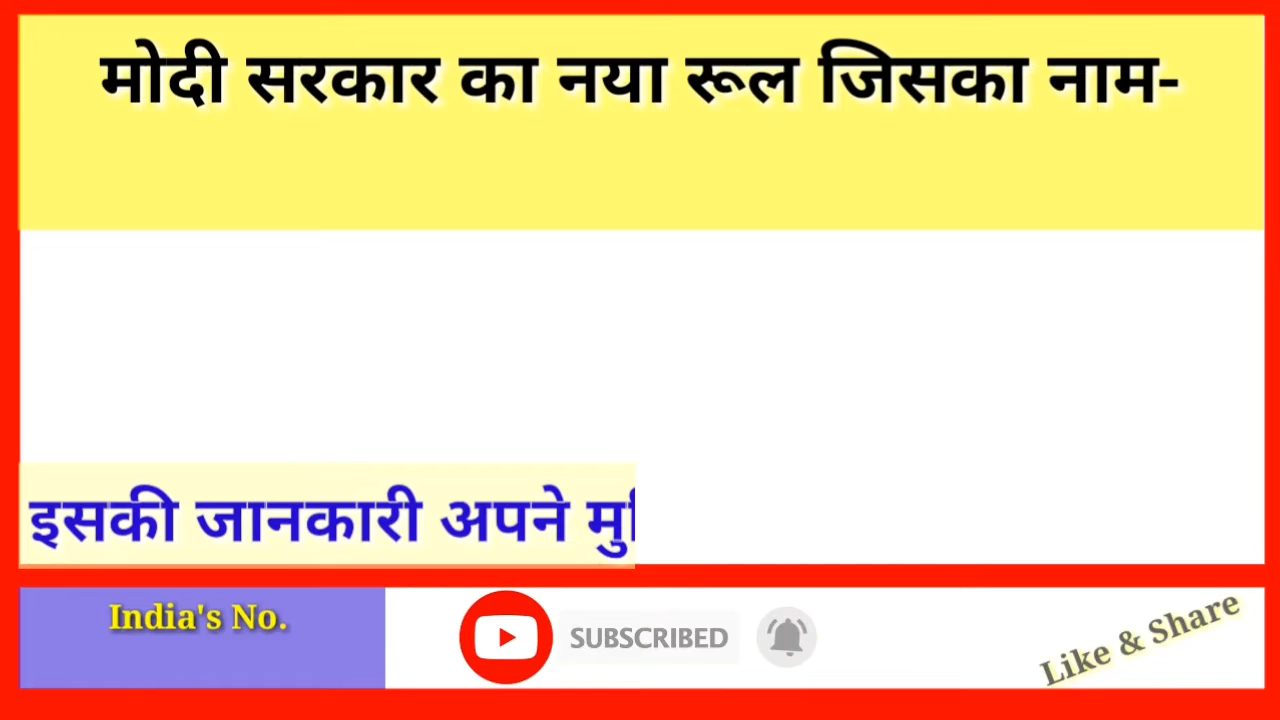 मोदी सरकार का नया रूल जिसका नाम-
इसकी जानकारी अपने
India's No.
SUBSCRIBED
Like & Share